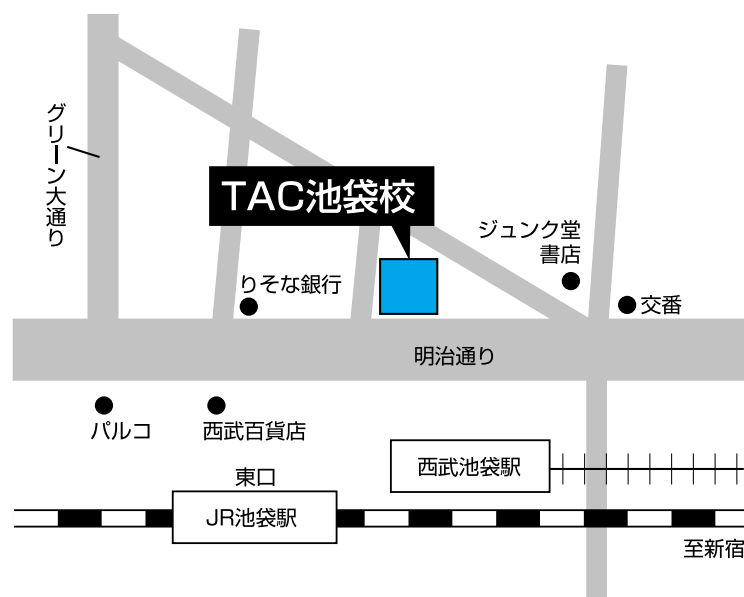 グリーン大通り
TAC池袋校
ジュンク堂
書店
りそな銀行
交番
明治通り
パルコ
西武百貨店
西武池袋駅
東口
JR池袋駅
至新宿